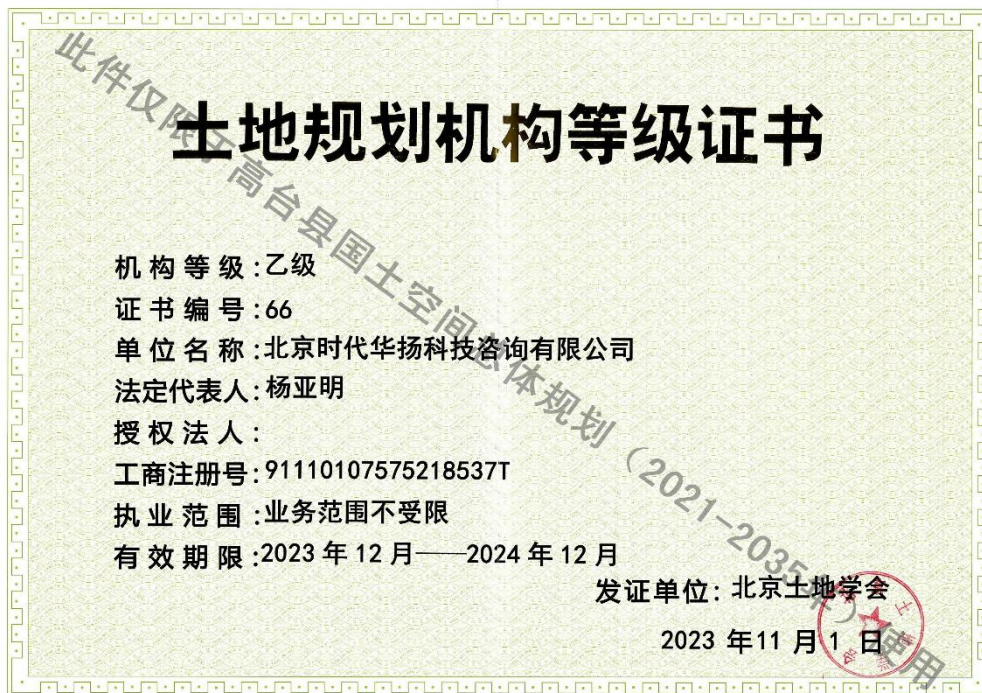 土地规划机构等级证书
此件仅限于高台县国土空间总体规划（2021-2035年）使用
机构等级：乙级
证书编号：66
单位名称：北京时代华扬科技咨询有限公司
法定代表人：杨亚明
授权法人：
工商注册号：91110107575218537T
执业范围：业务范围不受限
有效期限：2023年12月——2024年12月
发证单位：北京土地学会
2023年11月1日